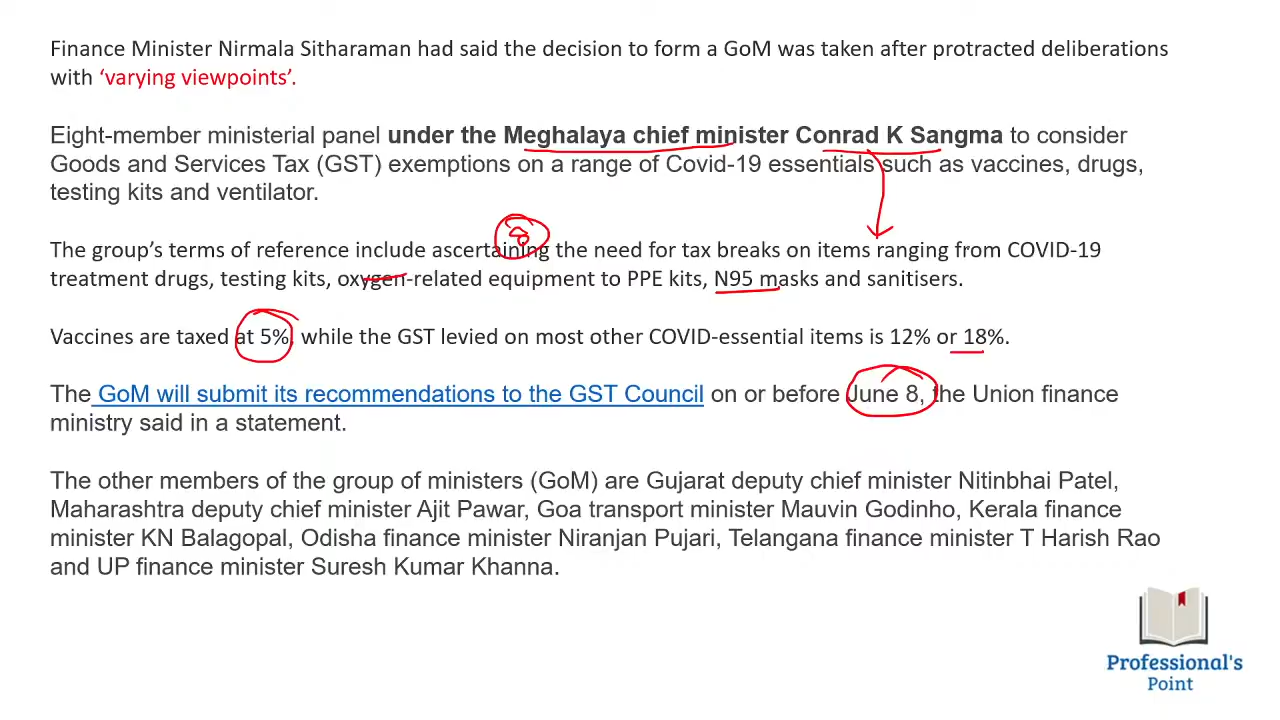 Finance Minister Nirmala Sitharaman had said the decision to form a GoM was taken after protracted deliberations
with ‘varying viewpoints’.
Eight-member ministerial panel under the Meghalaya chief minister Conrad K Sangma to consider
Goods and Services Tax (GST) exemptions on a range of Covid-19 essentials such as vaccines, drugs,
testing kits and ventilator.
8
The group’s terms of reference include ascertaining the need for tax breaks on items ranging from COVID-19
treatment drugs, testing kits, oxygen-related equipment to PPE kits, N95 masks and sanitisers.
Vaccines are taxed at 5%, while the GST levied on most other COVID-essential items is 12% or 18%.
The GoM will submit its recommendations to the GST Council on or before June 8, the Union finance
ministry said in a statement.
The other members of the group of ministers (GoM) are Gujarat deputy chief minister Nitinbhai Patel,
Maharashtra deputy chief minister Ajit Pawar, Goa transport minister Mauvin Godinho, Kerala finance
minister KN Balagopal, Odisha finance minister Niranjan Pujari, Telangana finance minister T Harish Rao
and UP finance minister Suresh Kumar Khanna.
Professional's
Point